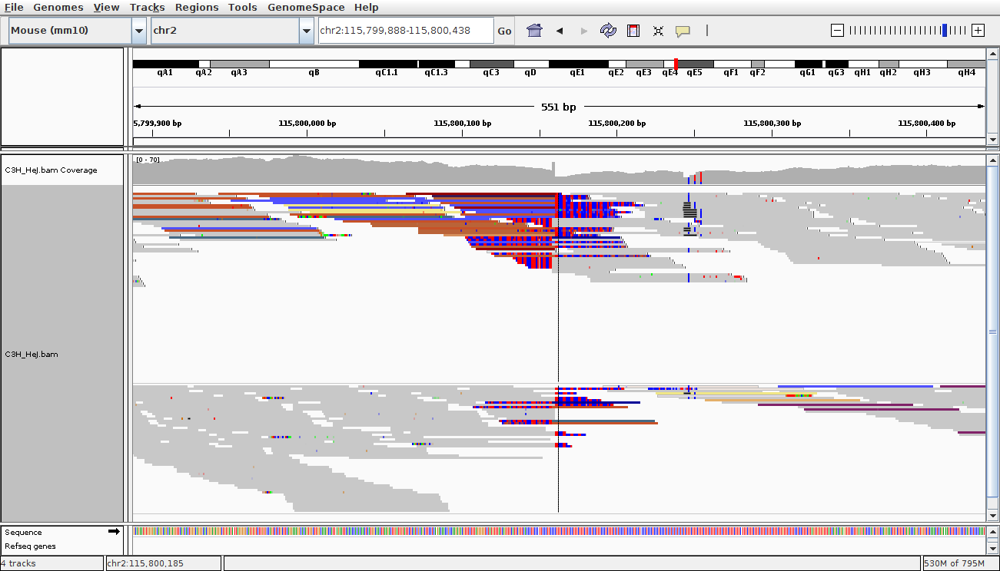 File Genomes View Tracks Regions Tools GenomeSpace Help
Mouse (mm10) chr2 chr2:115,799,888-115,800,438 Go
qA1 qA2 qA3 qB qC1.1 qC1.3 qC3 qD qE1 qE2 qE3 qE4 qE5 qF1 qF2 qG1 qG3 qH1 qH2 qH3 qH4
551 bp
5,799,900 bp 115,800,000 bp 115,800,100 bp 115,800,200 bp 115,800,300 bp 115,800,400 bp
[0 - 70]
C3H_HeJ.bam Coverage
C3H_HeJ.bam
Sequence
Refseq genes
4 tracks chr2:115,800,185 530M of 795M